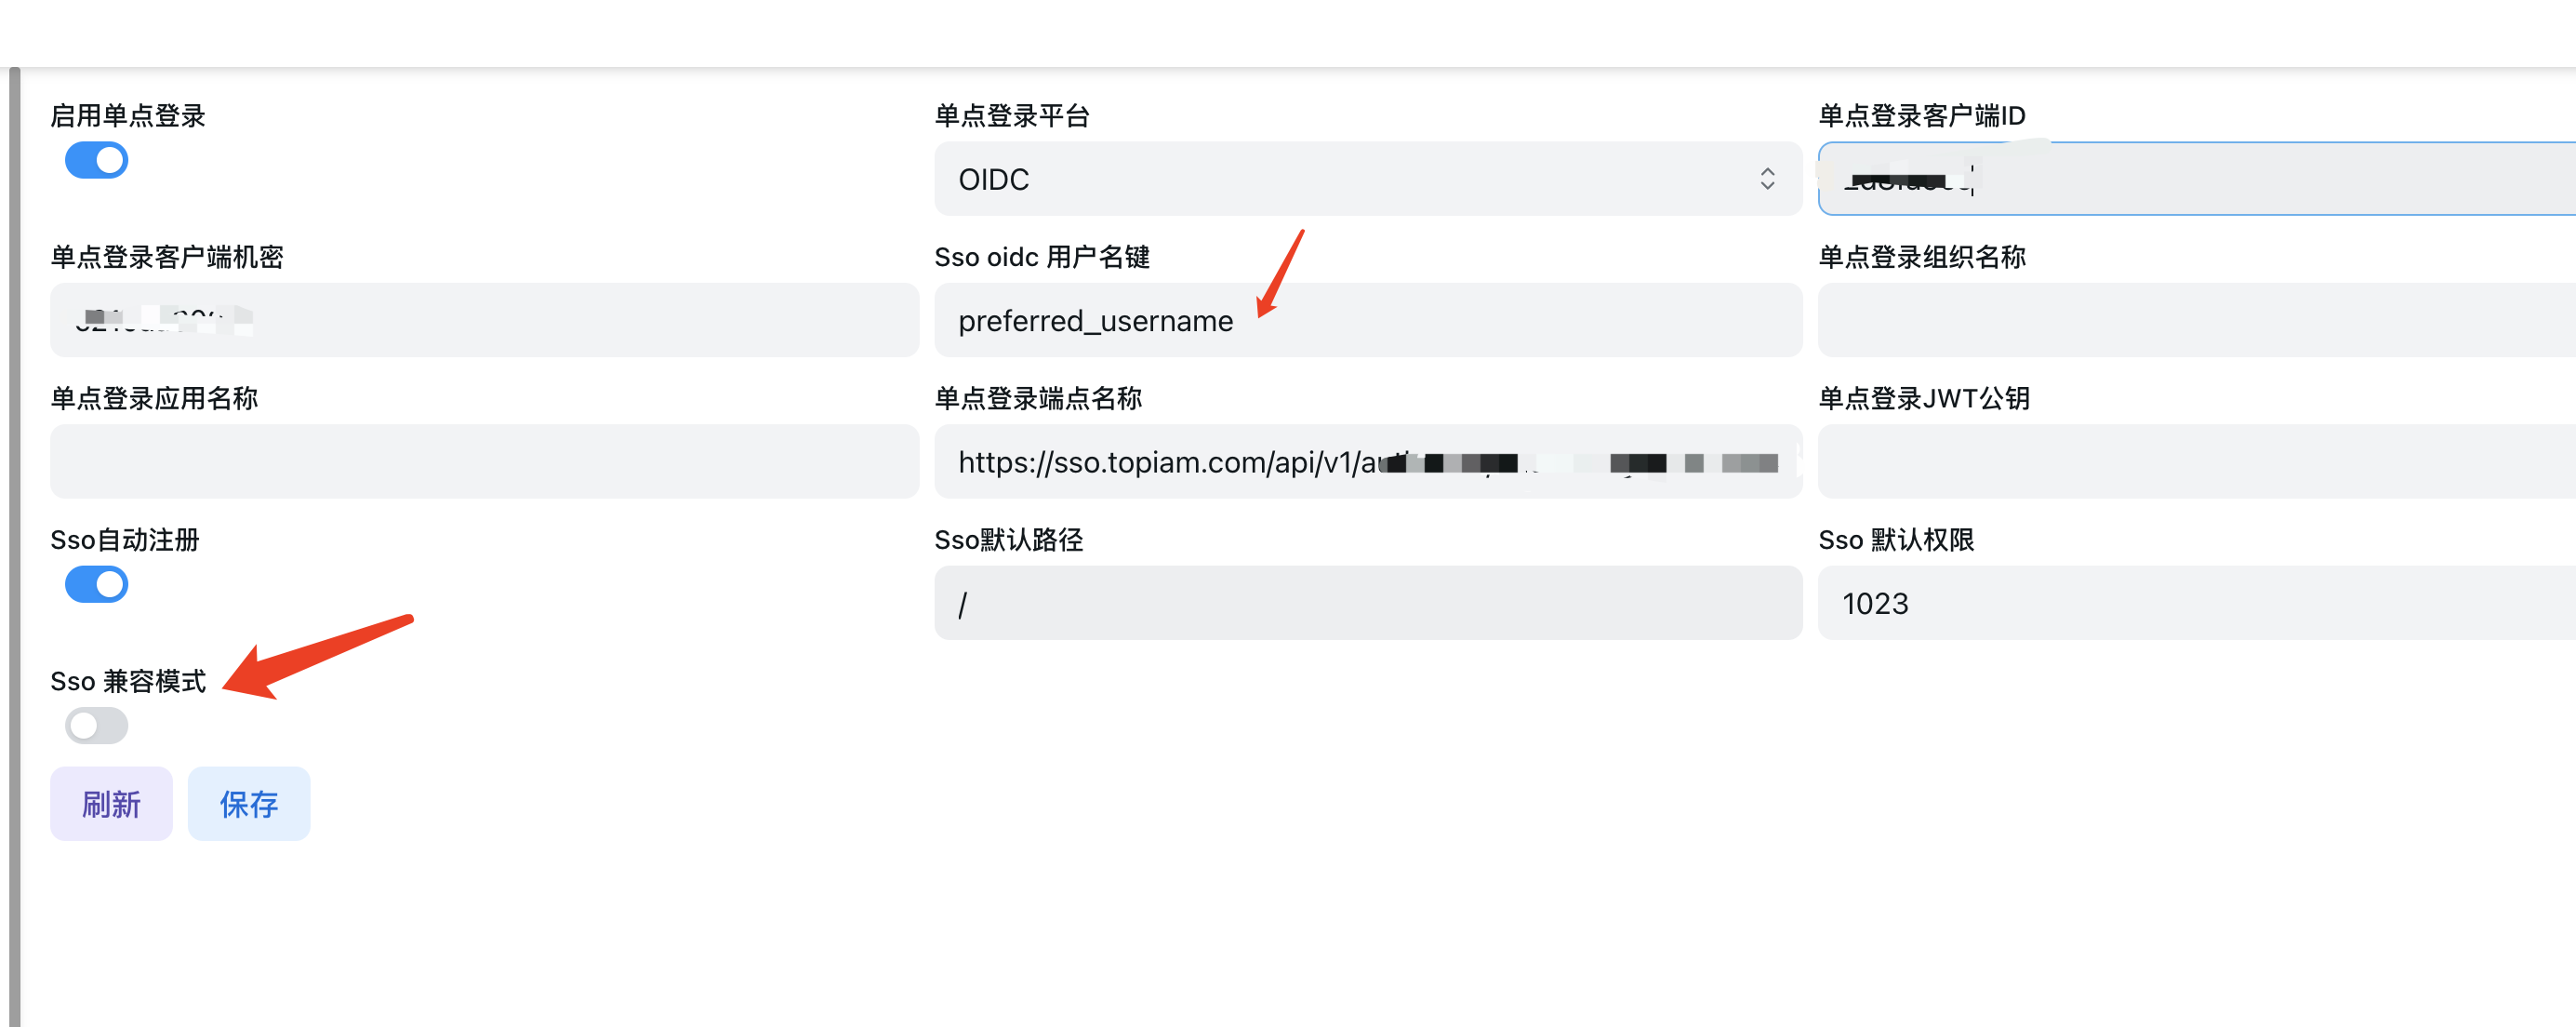 启用单点登录
单点登录平台
单点登录客户端ID
OIDC
单点登录客户端机密
Sso oidc 用户名键
单点登录组织名称
preferred_username
单点登录应用名称
单点登录端点名称
单点登录JWT公钥
https://sso.topiam.com/api/v1/
Sso自动注册
Sso默认路径
Sso 默认权限
/
1023
Sso 兼容模式
刷新
保存